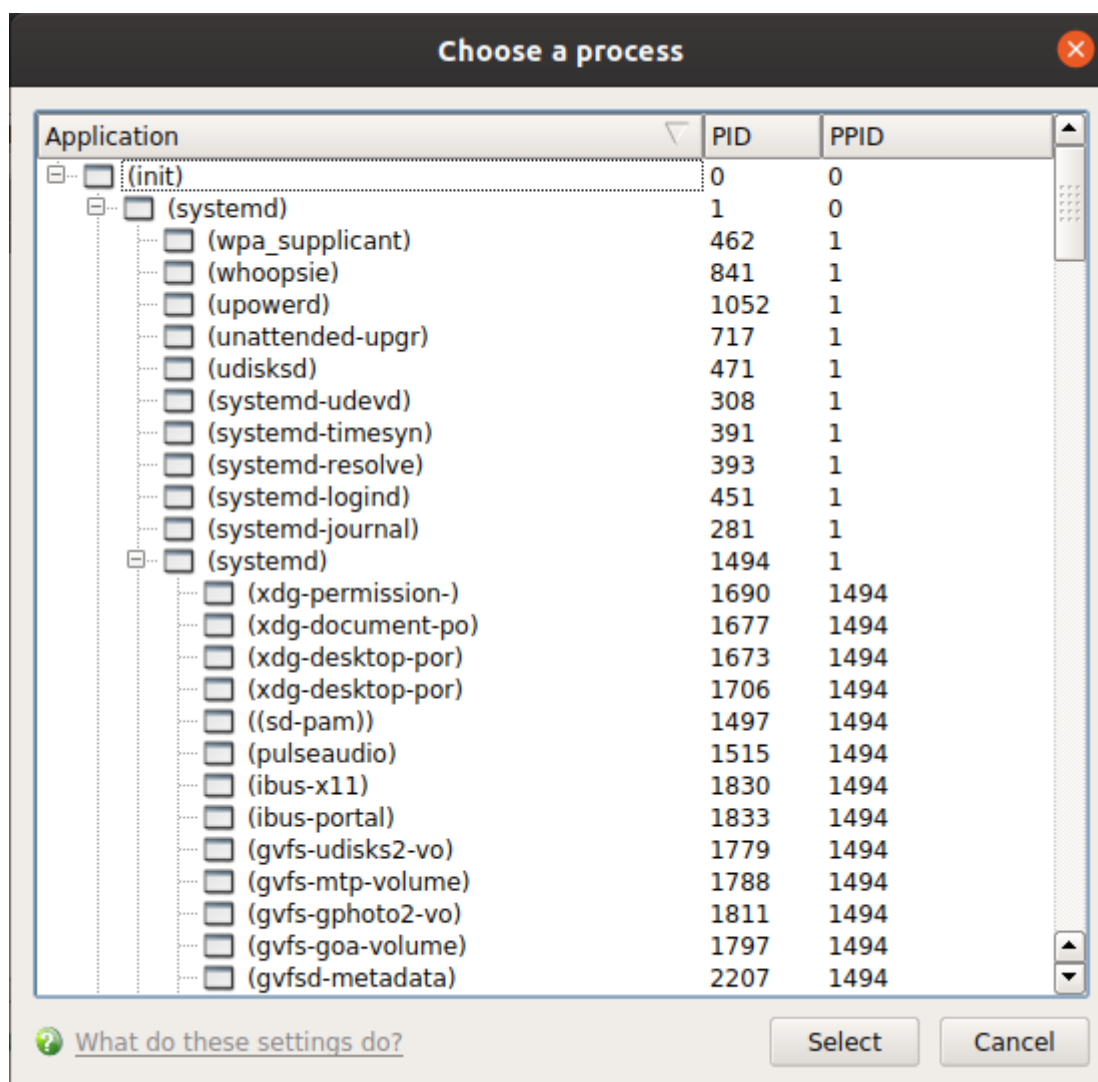 Choose a process
Application PID PPID
(init) 0 0
(systemd) 1 0
(wpa_supplicant) 462 1
(whoopsie) 841 1
(upowerd) 1052 1
(unattended-upgr) 717 1
(udisksd) 471 1
(systemd-udevd) 308 1
(systemd-timesyn) 391 1
(systemd-resolve) 393 1
(systemd-logind) 451 1
(systemd-journal) 281 1
(systemd) 1494 1
(xdg-permission-) 1690 1494
(xdg-document-po) 1677 1494
(xdg-desktop-por) 1673 1494
(xdg-desktop-por) 1706 1494
((sd-pam)) 1497 1494
(pulseaudio) 1515 1494
(ibus-x11) 1830 1494
(ibus-portal) 1833 1494
(gvfs-udisks2-vo) 1779 1494
(gvfs-mtp-volume) 1788 1494
(gvfs-gphoto2-vo) 1811 1494
(gvfs-goa-volume) 1797 1494
(gvfsd-metadata) 2207 1494
What do these settings do? Select Cancel